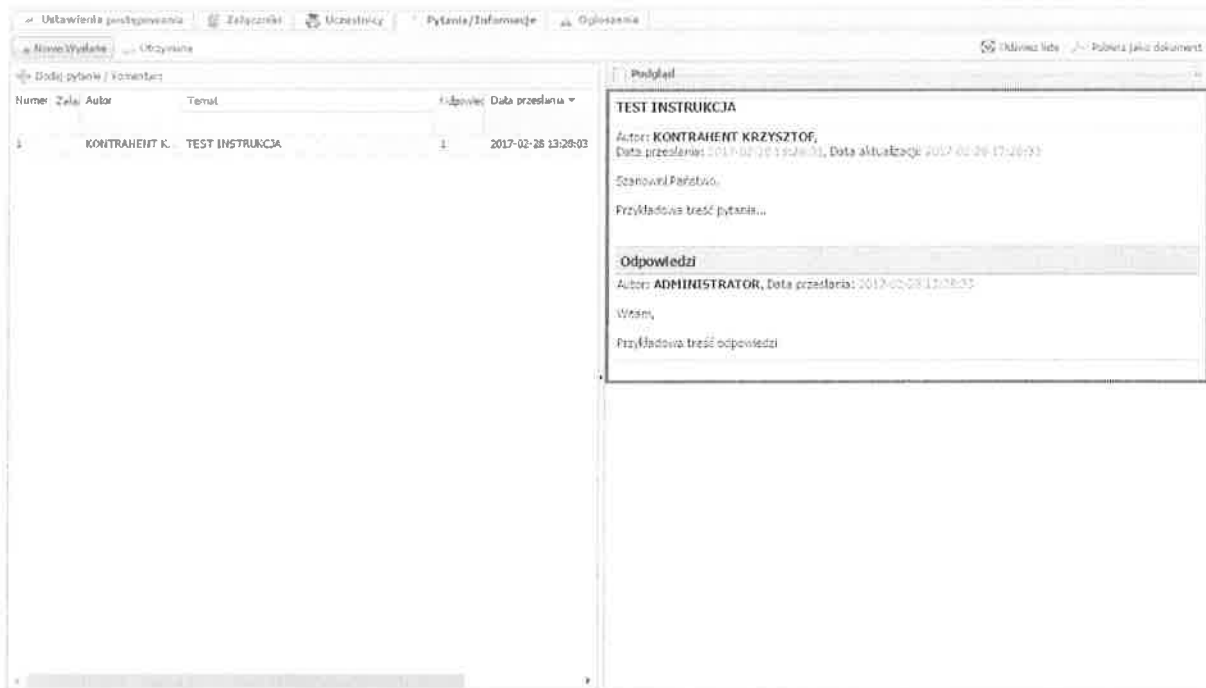 Ustawienia postępowania Załączniki Uczestnicy Pytania/Informacje Ogłoszenia
Nowe/Wysłane Otrzymane Odśwież listę Pobierz jako dokument
Dodaj pytanie / komentarz
Podgląd
Numer Autor Temat Data przesłania
1 KONTRAHENT K... TEST INSTRUKCJA 1 2017-02-28 13:28:03
TEST INSTRUKCJA
Autor: KONTRAHENT KRZYSZTOF,
Data przesłania: Data aktualizacji:
Szanowni Państwo,
Przykładowa treść pytania...
Odpowiedzi
Autor: ADMINISTRATOR, Data przesłania:
Witam,
Przykładowa treść odpowiedzi